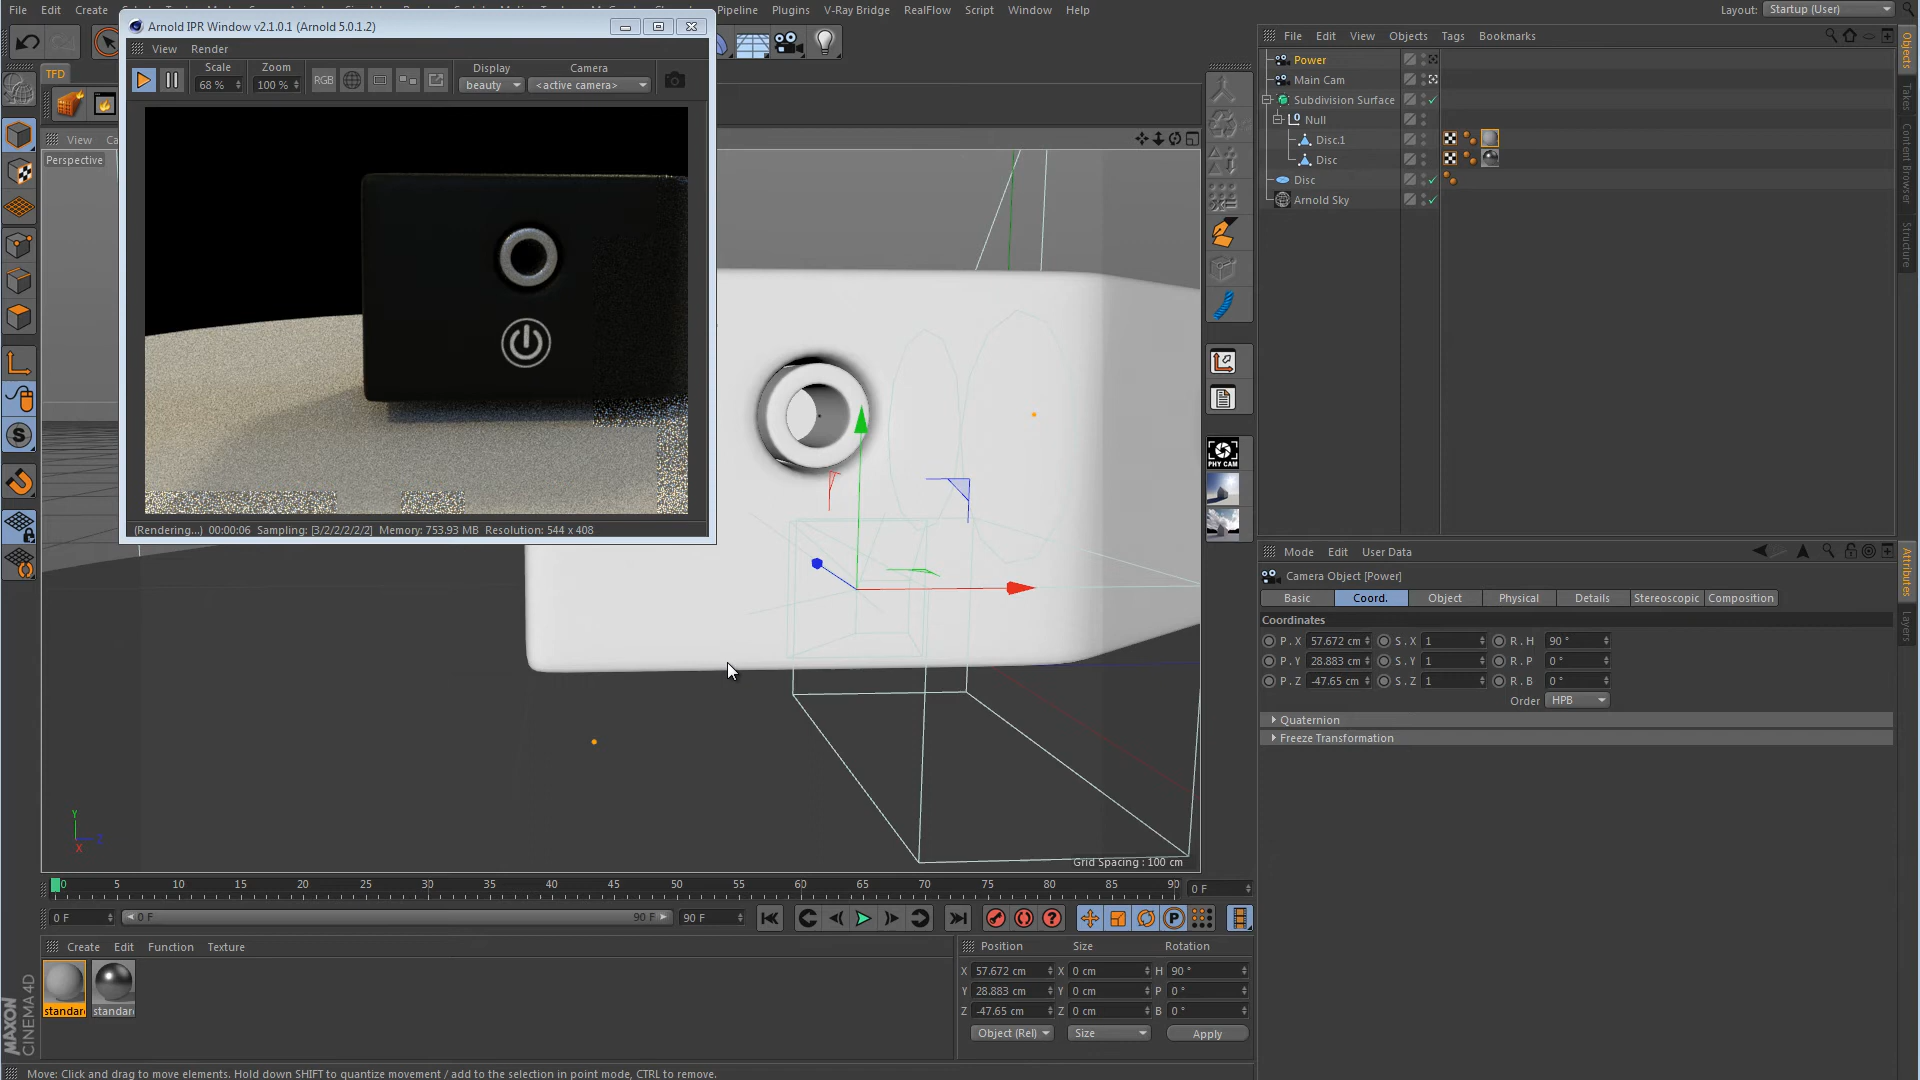 File Edit Create Pipeline Plugins V-Ray Bridge RealFlow Script Window Help Layout: Startup (User)
Arnold IPR Window v2.1.0.1 (Arnold 5.0.1.2)
View Render
Scale Zoom Display Camera
68 % 100 % RGB beauty <active camera>
(Rendering...) 00:00:06 Sampling: [3/2/2/2/2/2] Memory: 753.93 MB Resolution: 544 x 408
TFD
View
Perspective
PHY CAM
Grid Spacing : 100 cm
Y
Z
X
File Edit View Objects Tags Bookmarks
Power
Main Cam
Subdivision Surface
Null
Disc.1
Disc
Disc
Arnold Sky
Objects
Takes
Content Browser
Structure
Mode Edit User Data
Camera Object [Power]
Basic Coord. Object Physical Details Stereoscopic Composition
Coordinates
P . X 57.672 cm S . X 1 R . H 90 °
P . Y 28.883 cm S . Y 1 R . P 0 °
P . Z -47.65 cm S . Z 1 R . B 0 °
Order HPB
Quaternion
Freeze Transformation
Attributes
Layers
0 5 10 15 20 25 30 35 40 45 50 55 60 65 70 75 80 85 90 0 F
0 F 0 F 90 F 90 F
Create Edit Function Texture
standar standar
Position Size Rotation
X 57.672 cm X 0 cm H 90 °
Y 28.883 cm Y 0 cm P 0 °
Z -47.65 cm Z 0 cm B 0 °
Object (Rel) Size Apply
MAXON
CINEMA 4D
Move: Click and drag to move elements. Hold down SHIFT to quantize movement / add to the selection in point mode, CTRL to remove.